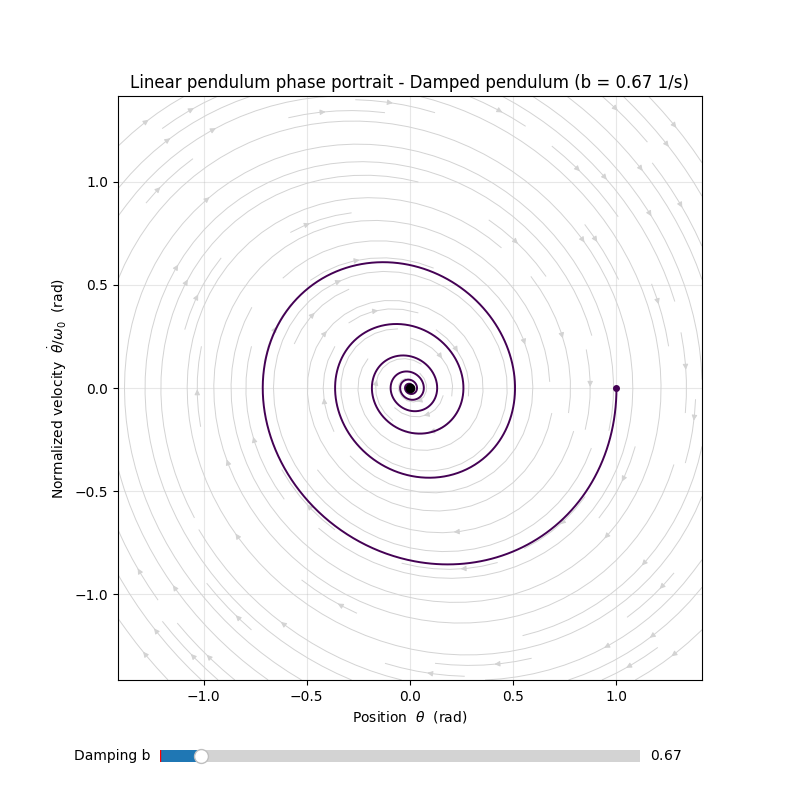 Linear pendulum phase portrait - Damped pendulum (b = 0.67 1/s)
Normalized velocity θ̇/ω₀ (rad)
1.0
0.5
0.0
−0.5
−1.0
−1.0 −0.5 0.0 0.5 1.0
Position θ (rad)
Damping b 0.67